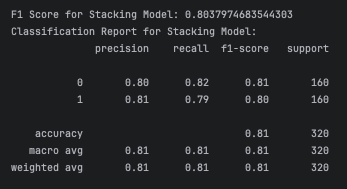 F1 Score for Stacking Model: 0.8037974683544303
Classification Report for Stacking Model:
precision recall f1-score support
0 0.80 0.82 0.81 160
1 0.81 0.79 0.80 160
accuracy 0.81 320
macro avg 0.81 0.81 0.81 320
weighted avg 0.81 0.81 0.81 320